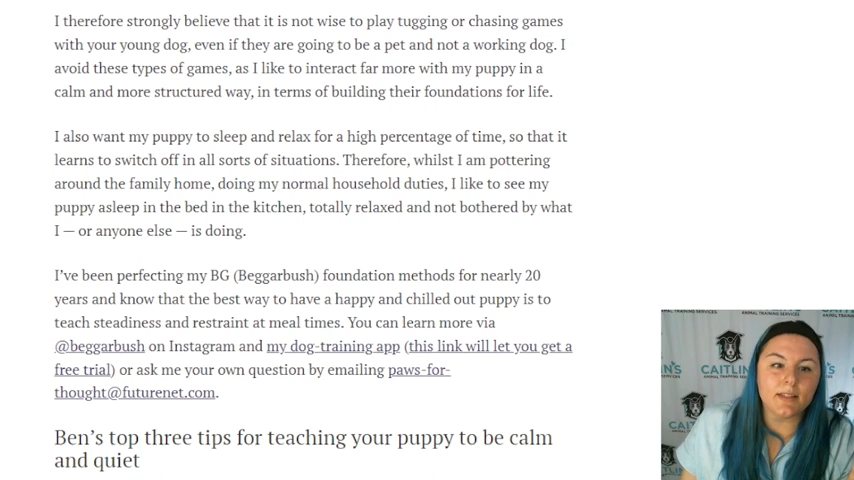 I therefore strongly believe that it is not wise to play tugging or chasing games
with your young dog, even if they are going to be a pet and not a working dog. I
avoid these types of games, as I like to interact far more with my puppy in a
calm and more structured way, in terms of building their foundations for life.
I also want my puppy to sleep and relax for a high percentage of time, so that it
learns to switch off in all sorts of situations. Therefore, whilst I am pottering
around the family home, doing my normal household duties, I like to see my
puppy asleep in the bed in the kitchen, totally relaxed and not bothered by what
I — or anyone else — is doing.
I've been perfecting my BG (Beggarbush) foundation methods for nearly 20
years and know that the best way to have a happy and chilled out puppy is to
teach steadiness and restraint at meal times. You can learn more via
@beggarbush on Instagram and my dog-training app (this link will let you get a
free trial) or ask me your own question by emailing paws-for-
thought@futurenet.com.
Ben's top three tips for teaching your puppy to be calm
and quiet
ANIMAL TRAINING SERVICES
CAITLIN